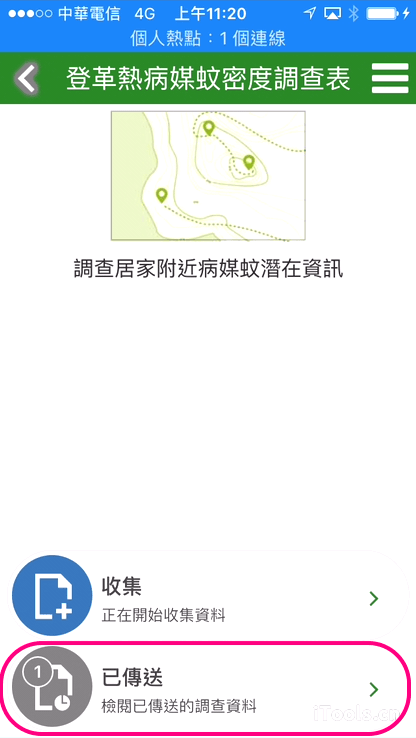 中華電信 4G 上午11:20
個人熱點：1 個連線
登革熱病媒蚊密度調查表
調查居家附近病媒蚊潛在資訊
收集
正在開始收集資料
1
已傳送
檢閱已傳送的調查資料
iTools.cn